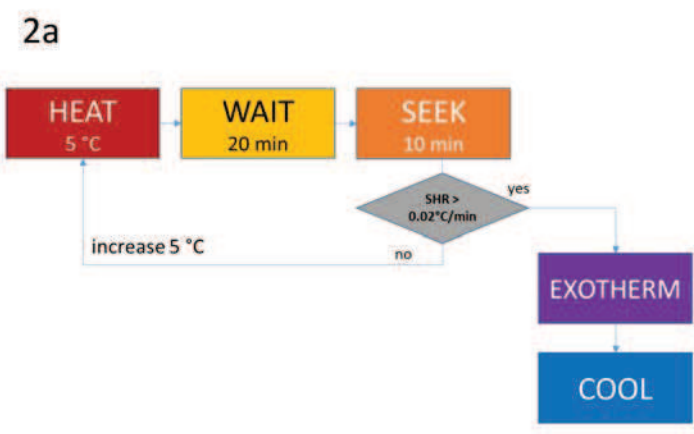 2a
HEAT
5 °C
WAIT
20 min
SEEK
10 min
SHR >
0.02°C/min
yes
no
increase 5 °C
EXOTHERM
COOL